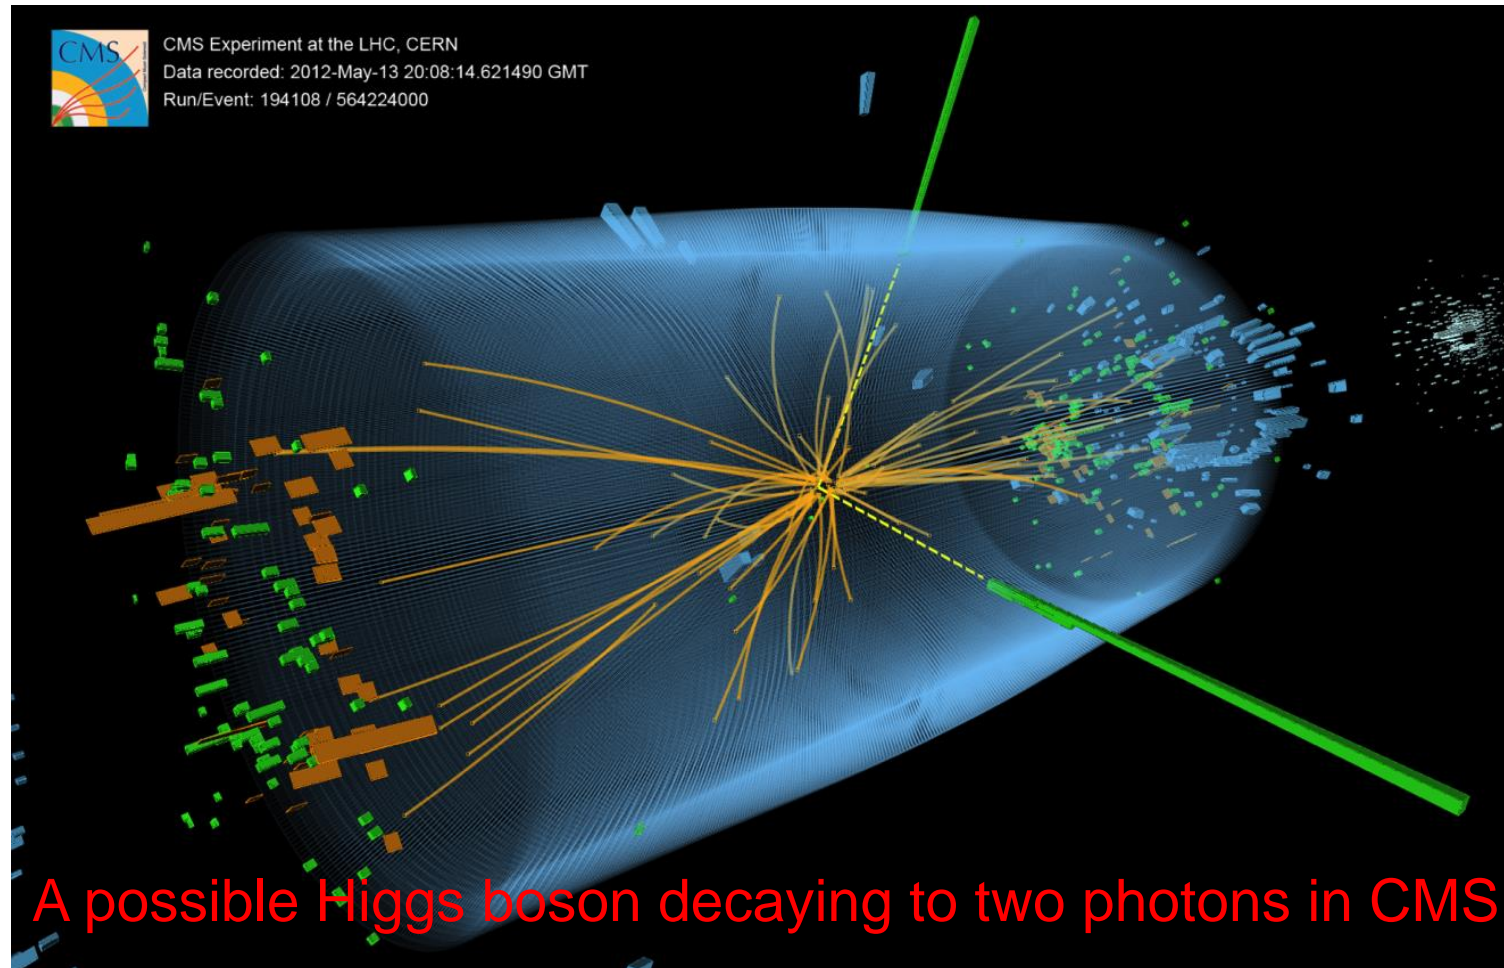 CMS
CMS Experiment at the LHC, CERN
Data recorded: 2012-May-13 20:08:14.621490 GMT
Run/Event: 194108 / 564224000
A possible Higgs boson decaying to two photons in CMS